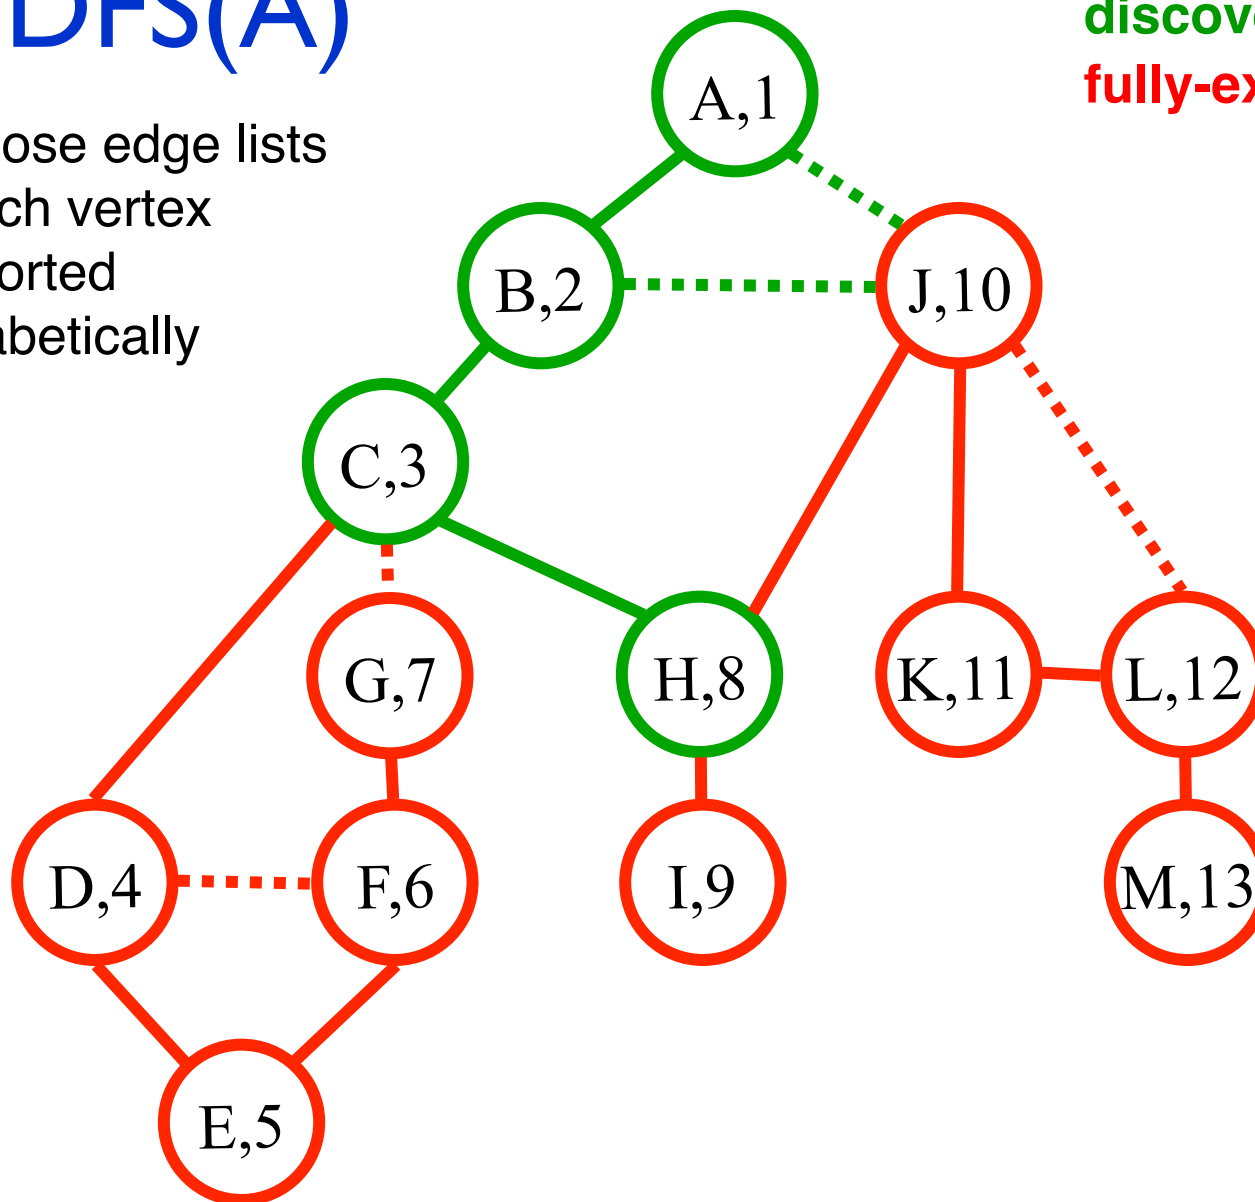 DFS(A)
discov
fully-ex
ose edge lists
ch vertex
orted
abetically
A,1
B,2
J,10
C,3
G,7
H,8
K,11
L,12
D,4
F,6
I,9
M,13
E,5